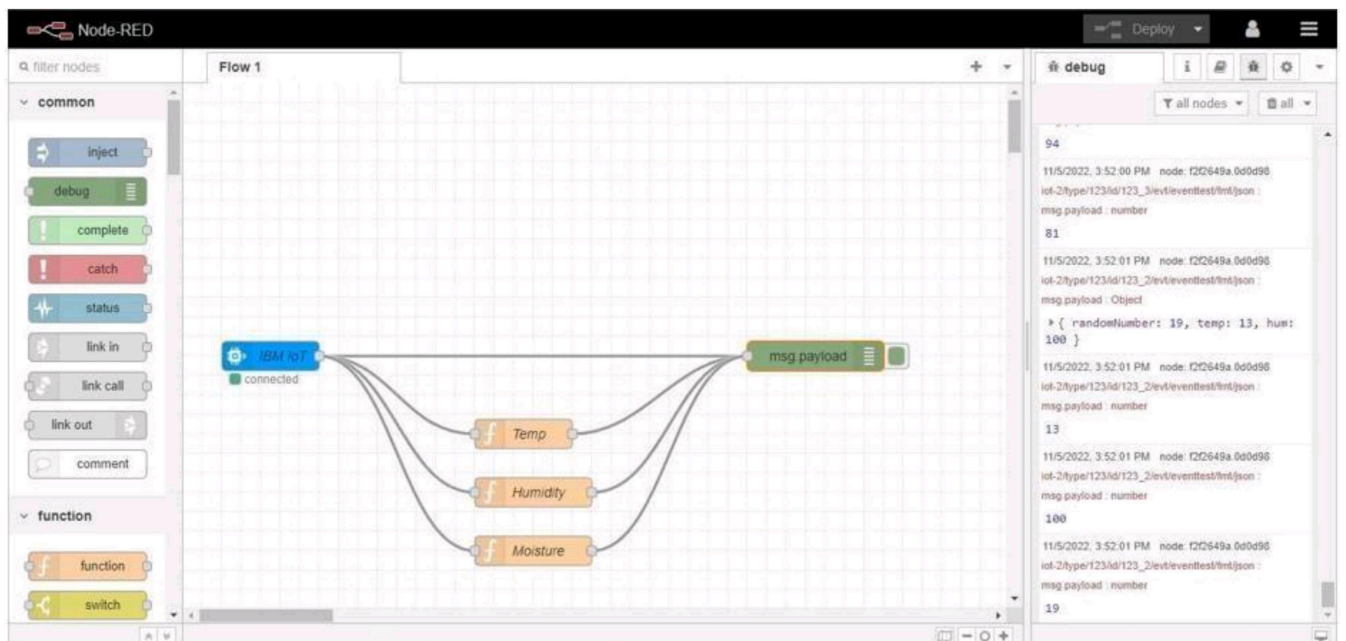 Node-RED
Deploy
filter nodes
Flow 1
debug
i
common
all nodes
all
inject
debug
complete
catch
status
link in
link call
link out
comment
function
function
switch
IBM IoT
connected
msg.payload
Temp
Humidity
Moisture
94
11/5/2022, 3:52:00 PM node: f2f2649a.0d0d98
iot-2/type/123/id/123_3/evt/eventtest/fmt/json :
msg.payload : number
81
11/5/2022, 3:52:01 PM node: f2f2649a.0d0d98
iot-2/type/123/id/123_2/evt/eventtest/fmt/json :
msg.payload : Object
{ randomNumber: 19, temp: 13, hum:
100 }
11/5/2022, 3:52:01 PM node: f2f2649a.0d0d98
iot-2/type/123/id/123_2/evt/eventtest/fmt/json :
msg.payload : number
13
11/5/2022, 3:52:01 PM node: f2f2649a.0d0d98
iot-2/type/123/id/123_2/evt/eventtest/fmt/json :
msg.payload : number
100
11/5/2022, 3:52:01 PM node: f2f2649a.0d0d98
iot-2/type/123/id/123_2/evt/eventtest/fmt/json :
msg.payload : number
19